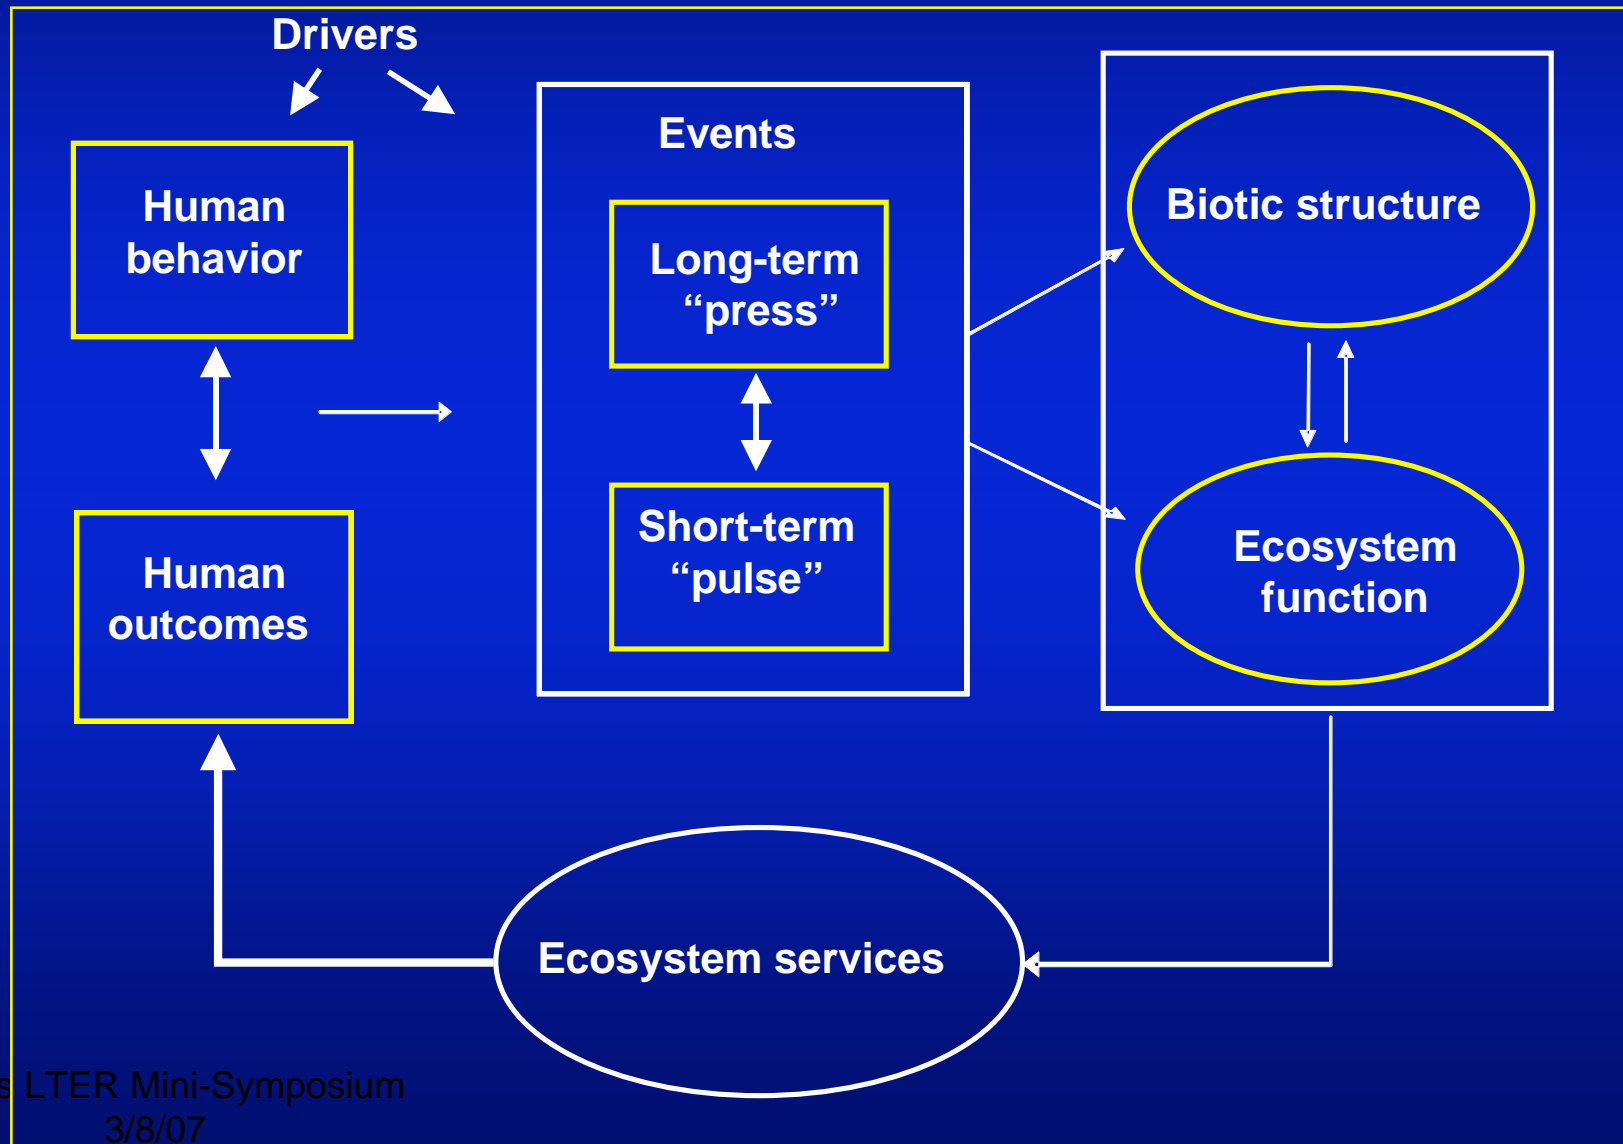 Drivers
Human
behavior
Human
outcomes
Events
Long-term
“press”
Short-term
“pulse”
Biotic structure
Ecosystem
function
Ecosystem services
LTER Mini-Symposium
3/8/07